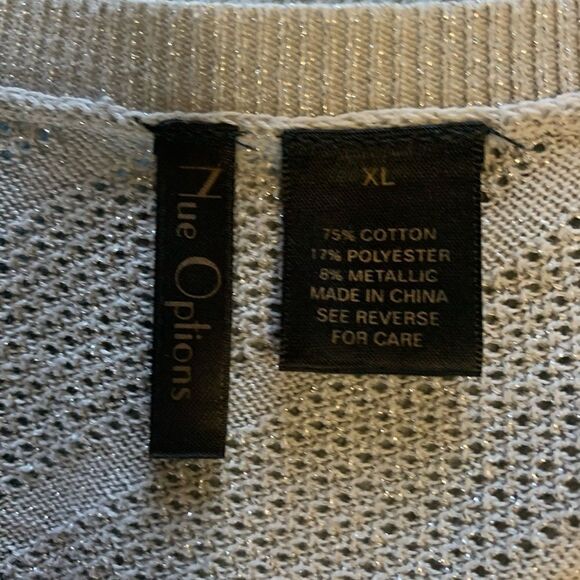 Nue Options
XL
75% COTTON
17% POLYESTER
8% METALLIC
MADE IN CHINA
SEE REVERSE
FOR CARE